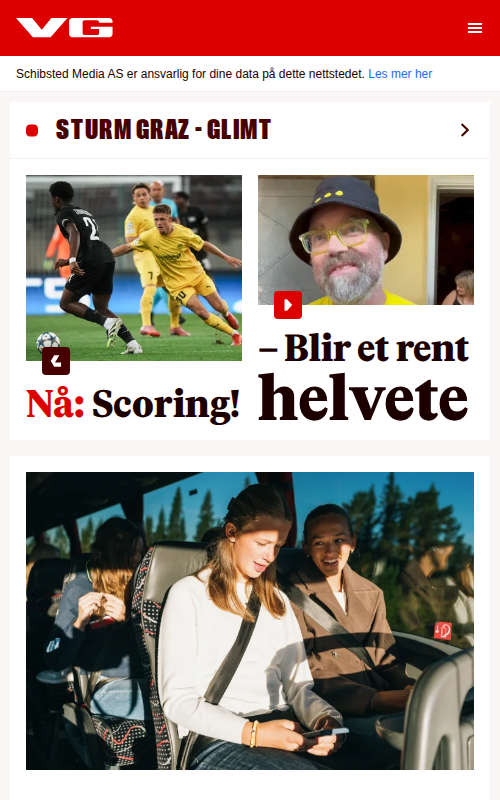 VG
Schibsted Media AS er ansvarlig for dine data på dette nettstedet. Les mer her
STURM GRAZ - GLIMT
Nå: Scoring!
– Blir et rent
helvete